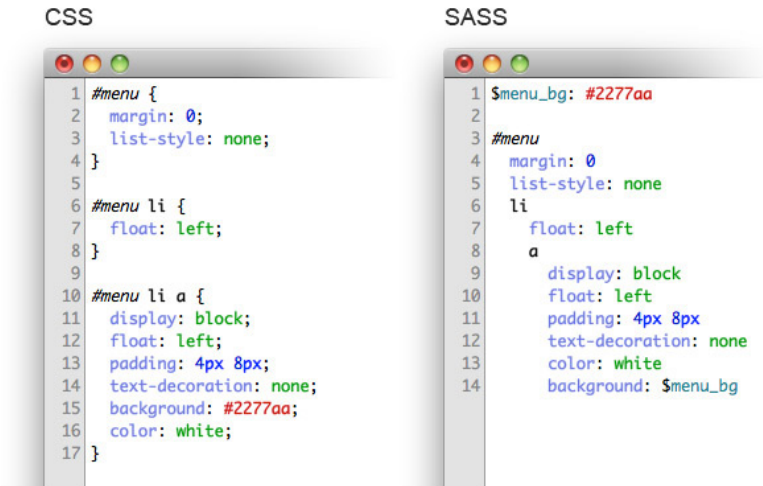 CSS
1 #menu {
2   margin: 0;
3   list-style: none;
4 }
5
6 #menu li {
7   float: left;
8 }
9
10 #menu li a {
11   display: block;
12   float: left;
13   padding: 4px 8px;
14   text-decoration: none;
15   background: #2277aa;
16   color: white;
17 }
SASS
1 $menu_bg: #2277aa
2
3 #menu
4   margin: 0
5   list-style: none
6   li
7     float: left
8     a
9       display: block
10       float: left
11       padding: 4px 8px
12       text-decoration: none
13       color: white
14       background: $menu_bg